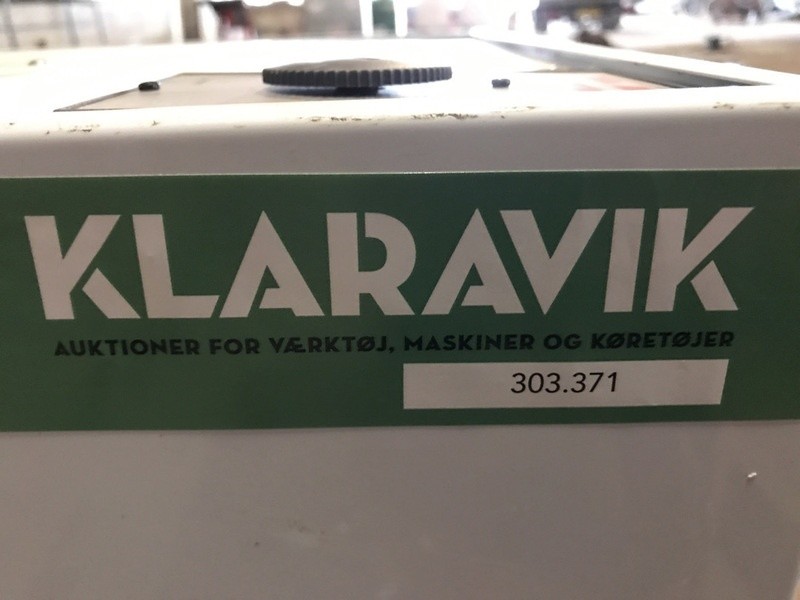 KLARAVIK
AUKTIONER FOR VÆRKTØJ, MASKINER OG KØRETØJER
303.371